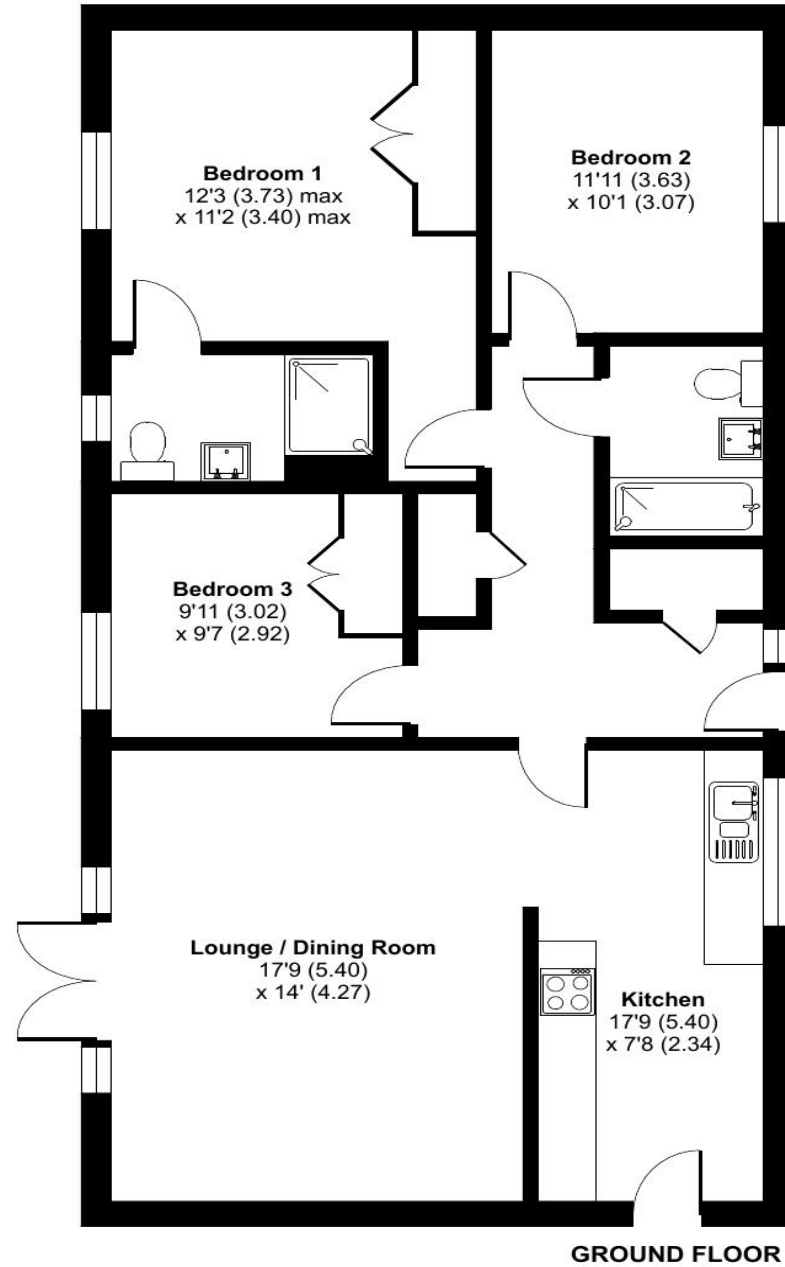 Bedroom 1
12'3 (3.73) max
x 11'2 (3.40) max
Bedroom 2
11'11 (3.63)
x 10'1 (3.07)
Bedroom 3
9'11 (3.02)
x 9'7 (2.92)
Lounge / Dining Room
17'9 (5.40)
x 14' (4.27)
Kitchen
17'9 (5.40)
x 7'8 (2.34)
GROUND FLOOR